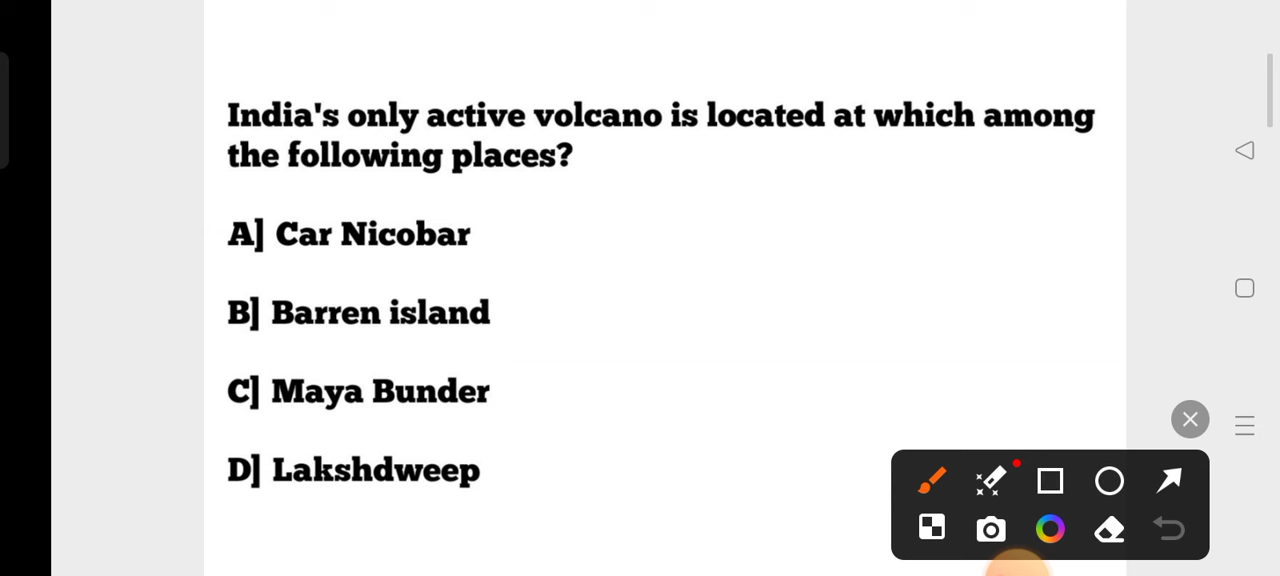 India's only active volcano is located at which among
the following places?
A] Car Nicobar
B] Barren island
C] Maya Bunder
D] Lakshdweep